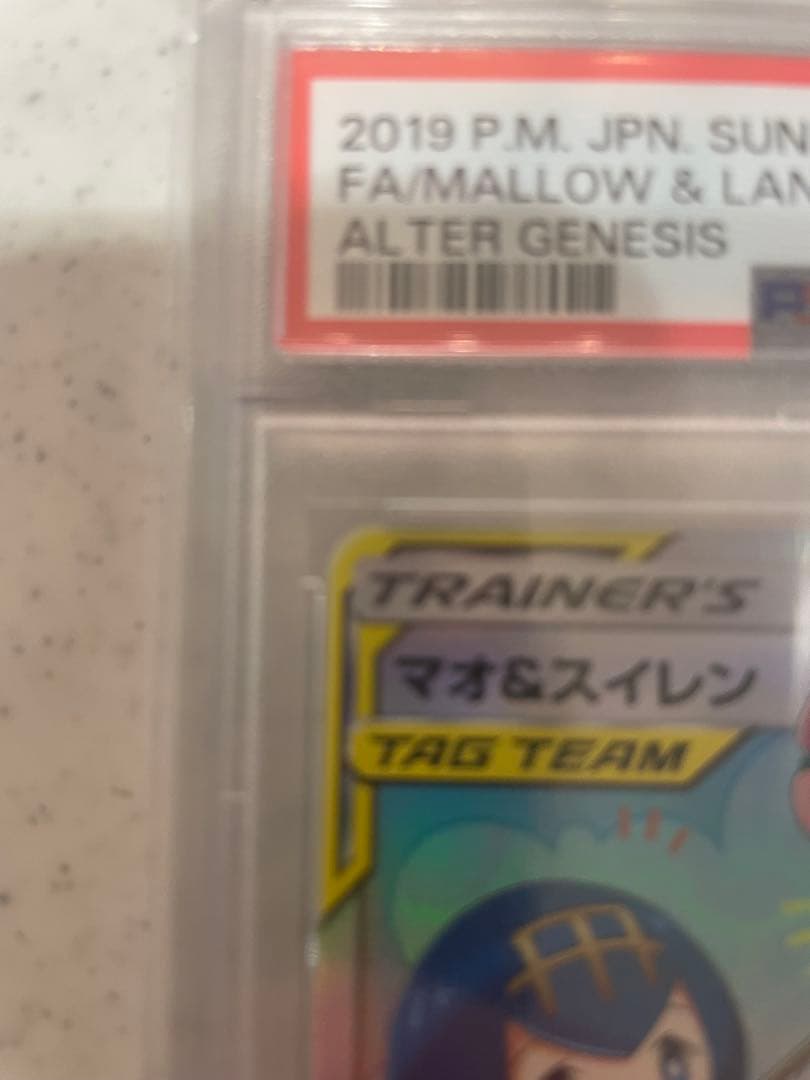 2019 P.M. JPN. SUN
FA/MALLOW & LAN
ALTER GENESIS
TRAINER'S
マオ&スイレン
TAG TEAM